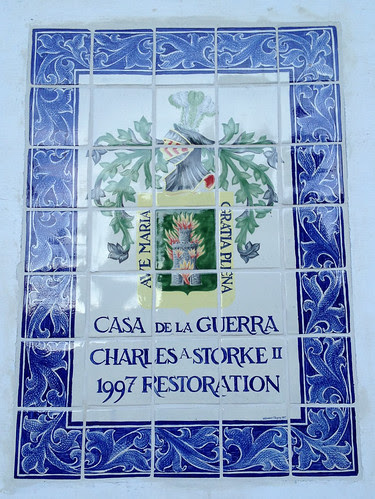 AVE MARIA
GRATIA PLENA
CASA DE LA GUERRA
CHARLES A. STORKE II
1997 RESTORATION